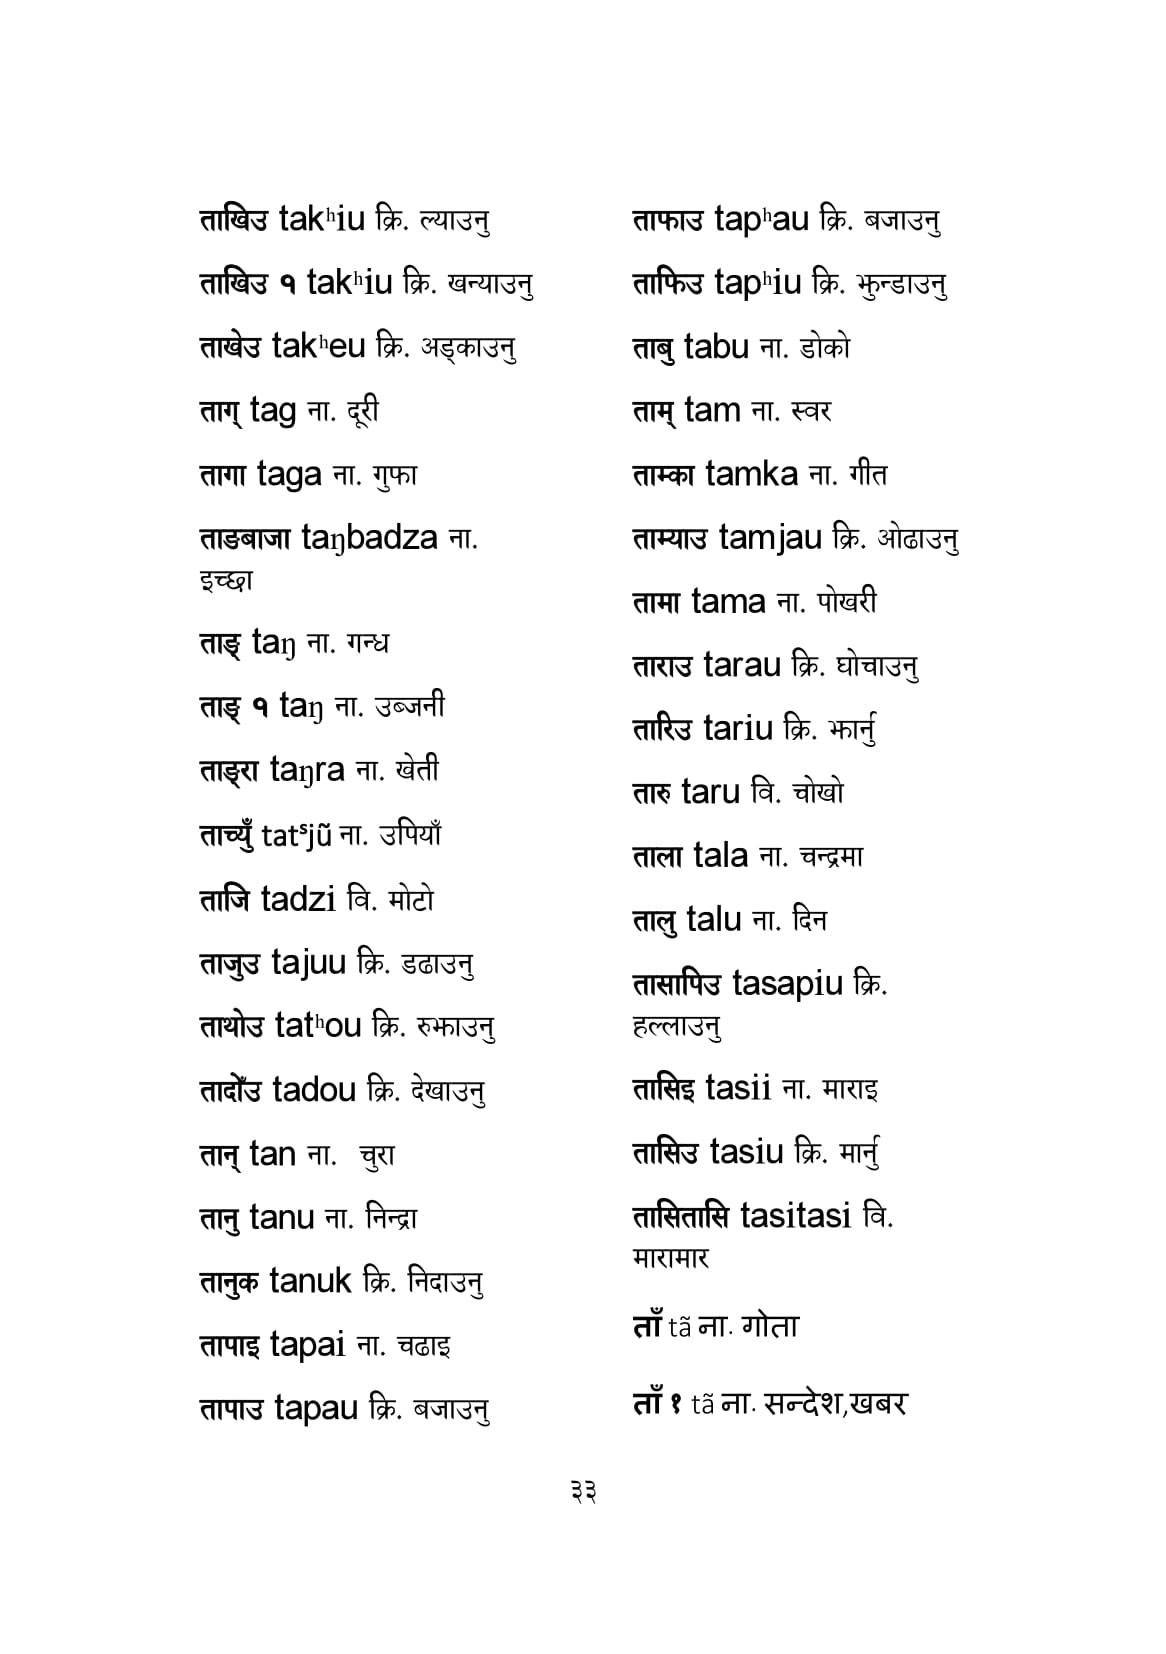 ताखिउ takʰiu क्रि. ल्याउनु
ताखिउ १ takʰiu क्रि. खन्याउनु
ताखेउ takʰeu क्रि. अड्काउनु
ताग् tag ना. दूरी
तागा taga ना. गुफा
ताङबाजा taŋbadza ना.
इच्छा
ताङ् taŋ ना. गन्ध
ताङ् १ taŋ ना. उब्जनी
ताङ्रा taŋra ना. खेती
ताच्युँ tatˢjũ ना. उपियाँ
ताजि tadzi वि. मोटो
ताजुउ tajuu क्रि. डढाउनु
ताथोउ tatʰou क्रि. रुझाउनु
तादोँउ tadou क्रि. देखाउनु
तान् tan ना. चुरा
तानु tanu ना. निन्द्रा
तानुक tanuk क्रि. निदाउनु
तापाइ tapai ना. चढाइ
तापाउ tapau क्रि. बजाउनु
ताफाउ tapʰau क्रि. बजाउनु
ताफिउ tapʰiu क्रि. झुन्डाउनु
ताबु tabu ना. डोको
ताम् tam ना. स्वर
ताम्का tamka ना. गीत
ताम्याउ tamjau क्रि. ओढाउनु
तामा tama ना. पोखरी
ताराउ tarau क्रि. घोचाउनु
तारिउ tariu क्रि. झार्नु
तारु taru वि. चोखो
ताला tala ना. चन्द्रमा
तालु talu ना. दिन
तासापिउ tasapiu क्रि.
हल्लाउनु
तासिइ tasii ना. माराइ
तासिउ tasiu क्रि. मार्नु
तासितासि tasitasi वि.
मारामार
ताँ tã ना. गोता
ताँ १ tã ना. सन्देश,खबर
३३